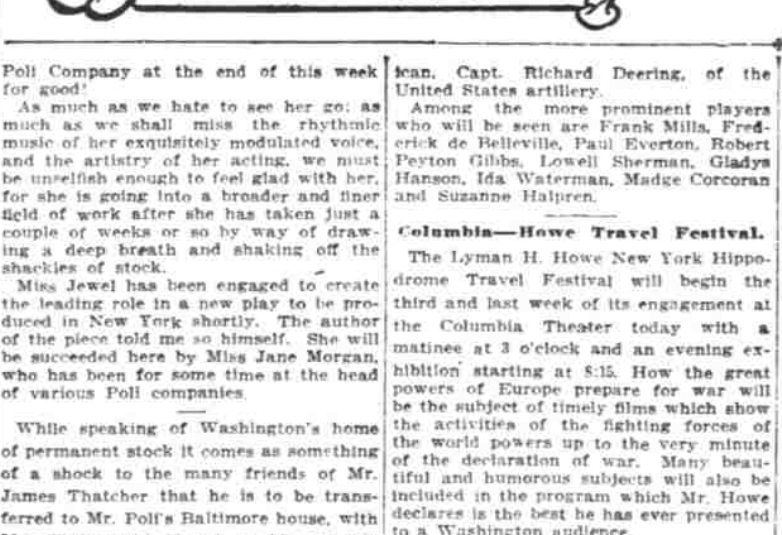 Poli Company at the end of this week
for good!
As much as we hate to see her go; as
much as we shall miss the rhythmic
music of her exquisitely modulated voice,
and the artistry of her acting, we must
be unselfish enough to feel glad with her,
for she is going into a broader and finer
field of work after she has taken just a
couple of weeks or so by way of draw-
ing a deep breath and shaking off the
shackles of stock.
Miss Jewel has been engaged to create
the leading role in a new play to be pro-
duced in New York shortly. The author
of the piece told me so himself. She will
be succeeded here by Miss Jane Morgan,
who has been for some time at the head
of various Poli companies.
While speaking of Washington's home
of permanent stock it comes as something
of a shock to the many friends of Mr.
James Thatcher that he is to be trans-
ferred to Mr. Poli's Baltimore house, with
ican, Capt. Richard Deering, of the
United States artillery.
Among the more prominent players
who will be seen are Frank Mills, Fred-
erick de Belleville, Paul Everton, Robert
Peyton Gibbs, Lowell Sherman, Gladys
Hanson, Ida Waterman, Madge Corcoran
and Suzanne Halpren.
Columbia—Howe Travel Festival.
The Lyman H. Howe New York Hippo-
drome Travel Festival will begin the
third and last week of its engagement at
the Columbia Theater today with a
matinee at 3 o'clock and an evening ex-
hibition starting at 8:15. How the great
powers of Europe prepare for war will
be the subject of timely films which show
the activities of the fighting forces of
the world powers up to the very minute
of the declaration of war. Many beau-
tiful and humorous subjects will also be
included in the program which Mr. Howe
declares is the best he has ever presented
to a Washington audience.